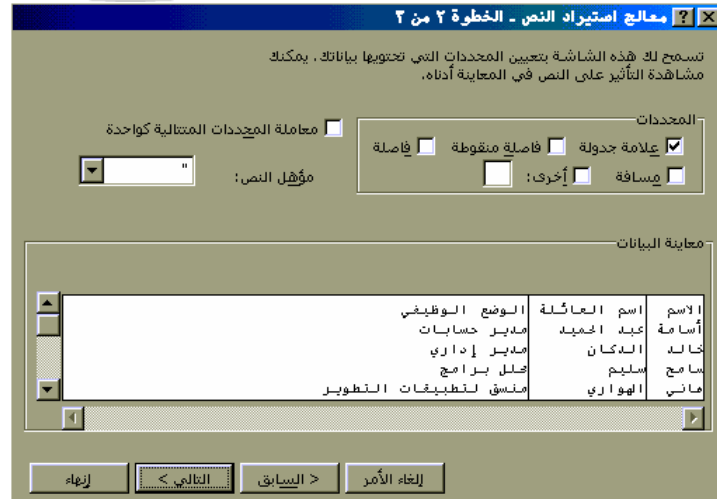 معالج استيراد النص - الخطوة ٢ من ٣
تسمح لك هذه الشاشة بتعيين المحددات التي تحتويها بياناتك. يمكنك
مشاهدة التأثير على النص في المعاينة أدناه.
المحددات
علامة جدولة فاصلة منقوطة فاصلة
مسافة أخرى:
معاملة المحددات المتتالية كواحدة
مؤهل النص: "
معاينة البيانات
الاسم اسم العائلة الوضع الوظيفي
أسامة عبد الحميد مدير حسابات
خالد الدكان مدير إداري
سامح سليم محلل برامج
هاني الهواري منسق لتطبيقات التطوير
إلغاء الأمر < السابق التالي > إنهاء